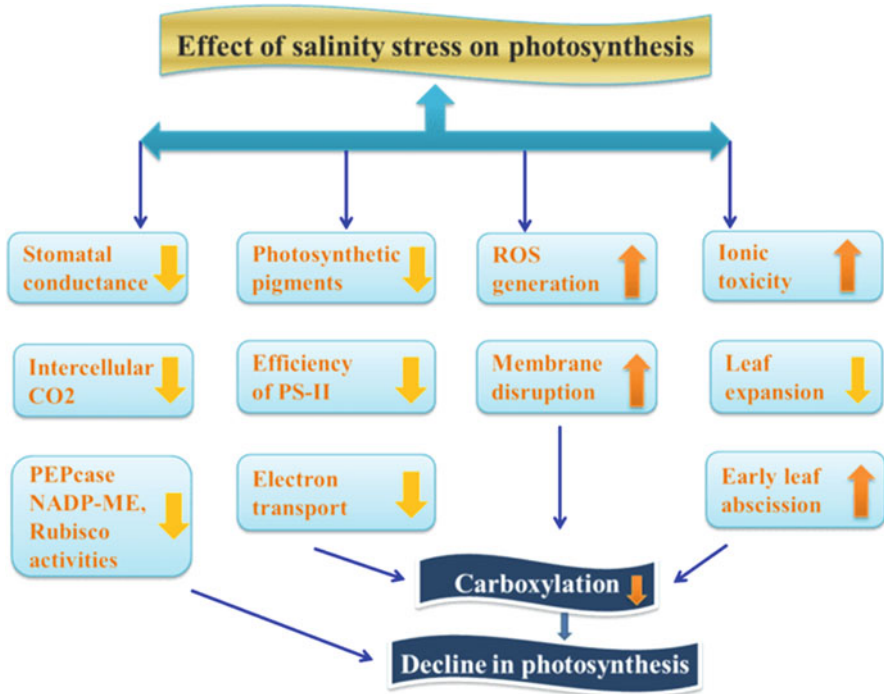 Effect of salinity stress on photosynthesis
Stomatal
conductance
Photosynthetic
pigments
ROS
generation
Ionic
toxicity
Intercellular
CO2
Efficiency
of PS-II
Membrane
disruption
Leaf
expansion
PEPcase
NADP-ME,
Rubisco
activities
Electron
transport
Early leaf
abscission
Carboxylation
Decline in photosynthesis